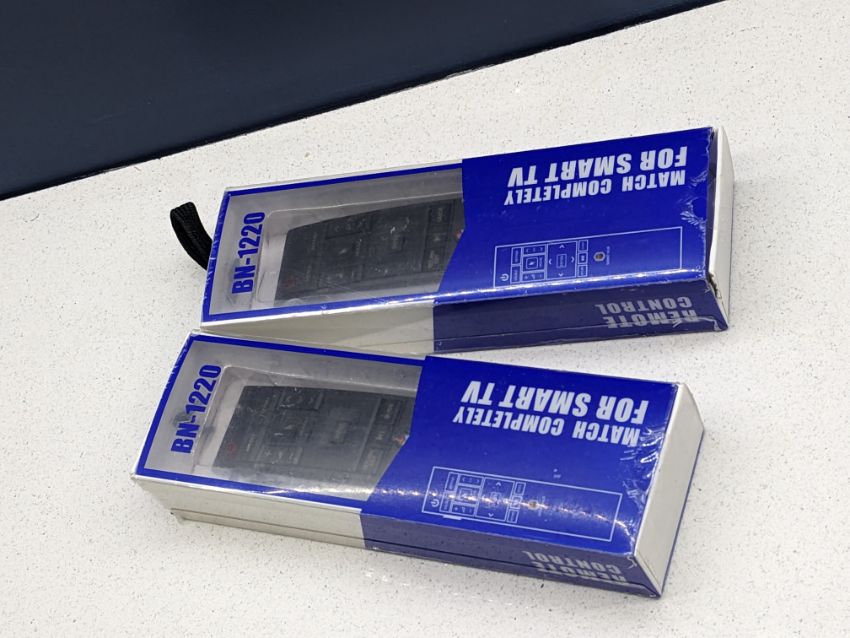 BN-1220
MATCH COMPLETELY
FOR SMART TV
REMOTE
CONTROL
BN-1220
MATCH COMPLETELY
FOR SMART TV
REMOTE
CONTROL